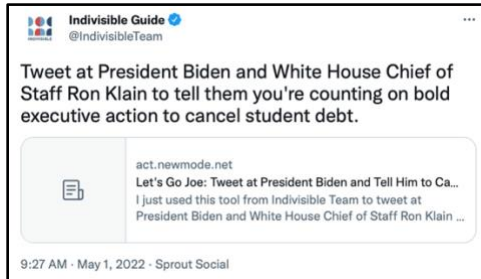 Indivisible Guide
@IndivisibleTeam
Tweet at President Biden and White House Chief of
Staff Ron Klain to tell them you're counting on bold
executive action to cancel student debt.
act.newmode.net
Let's Go Joe: Tweet at President Biden and Tell Him to Ca...
I just used this tool from Indivisible Team to tweet at
President Biden and White House Chief of Staff Ron Klain ...
9:27 AM · May 1, 2022 · Sprout Social